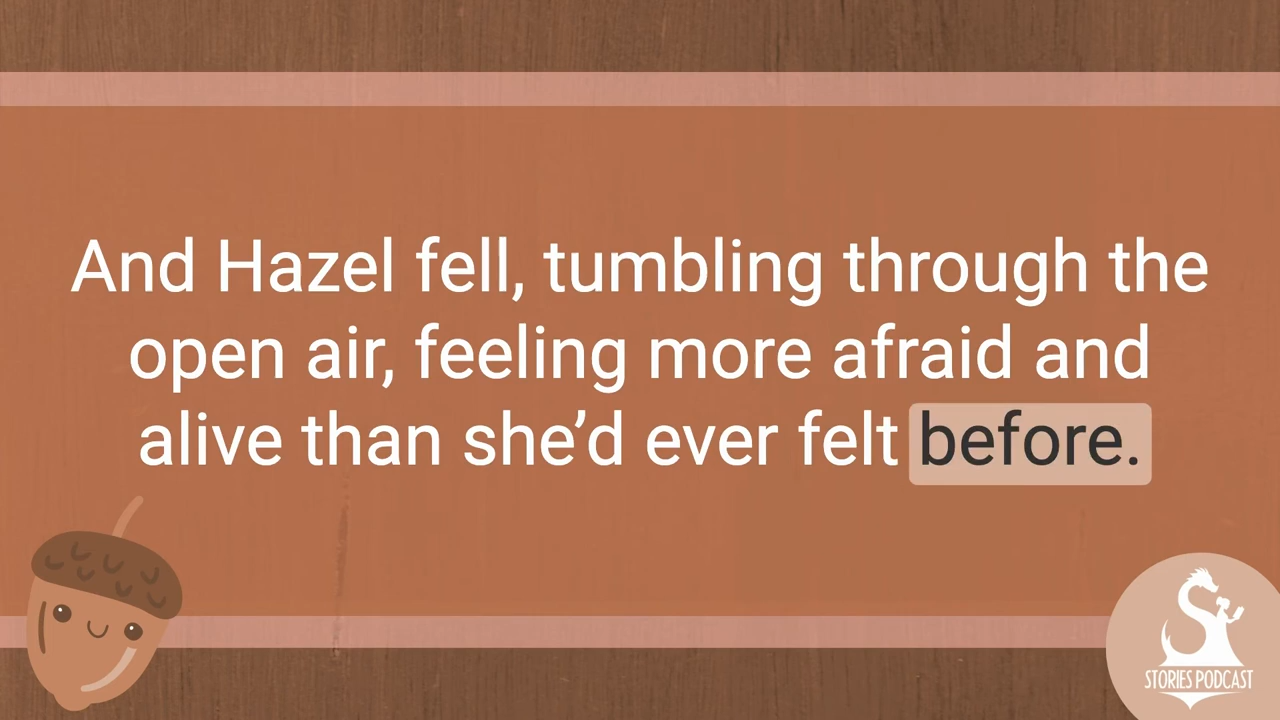 And Hazel fell, tumbling through the
open air, feeling more afraid and
alive than she’d ever felt before.
STORIES PODCAST